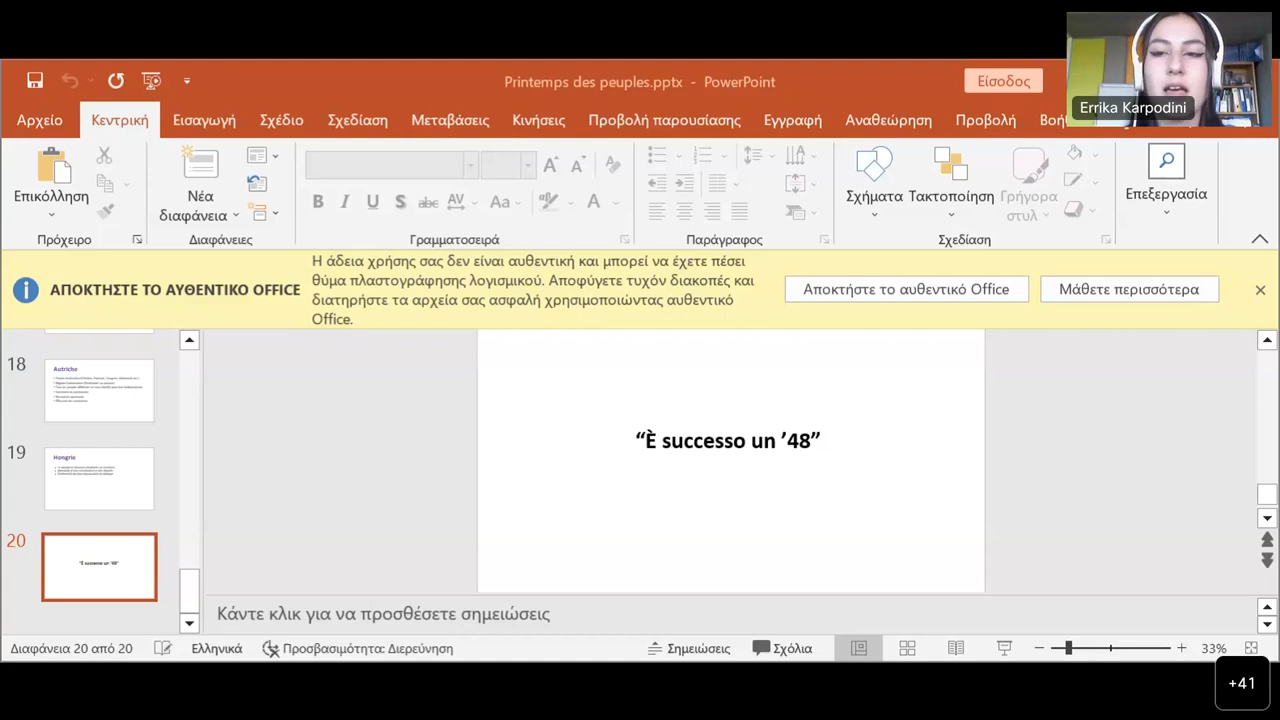 Printemps des peuples.pptx - PowerPoint
Είσοδος
Errika Karpodini
Αρχείο
Κεντρική
Εισαγωγή
Σχέδιο
Σχεδίαση
Μεταβάσεις
Κινήσεις
Προβολή παρουσίασης
Εγγραφή
Αναθεώρηση
Προβολή
Επικόλληση
Νέα
διαφάνεια
Σχήματα
Τακτοποίηση
Γρήγορα
στυλ
Επεξεργασία
Πρόχειρο
Διαφάνειες
Γραμματοσειρά
Παράγραφος
Σχεδίαση
ΑΠΟΚΤΗΣΤΕ ΤΟ ΑΥΘΕΝΤΙΚΟ OFFICE
Η άδεια χρήσης σας δεν είναι αυθεντική και μπορεί να έχετε πέσει
θύμα πλαστογράφησης λογισμικού. Αποφύγετε τυχόν διακοπές και
διατηρήστε τα αρχεία σας ασφαλή χρησιμοποιώντας αυθεντικό
Office.
Αποκτήστε το αυθεντικό Office
Μάθετε περισσότερα
18
Autriche
19
Hongrie
20
“È successo un ’48”
“È successo un ’48”
Κάντε κλικ για να προσθέσετε σημειώσεις
Διαφάνεια 20 από 20
Ελληνικά
Προσβασιμότητα: Διερεύνηση
Σημειώσεις
Σχόλια
33%
+41